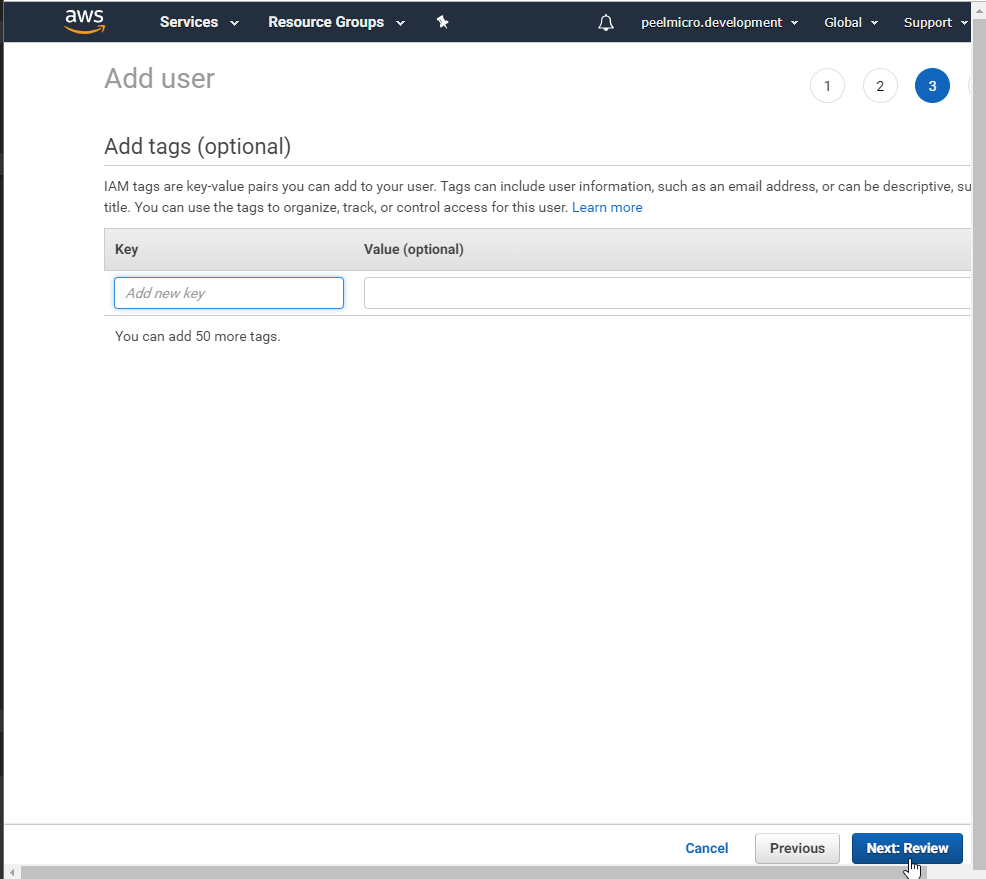 aws Services Resource Groups peelmicro.development Global Support
Add user
1 2 3
Add tags (optional)
IAM tags are key-value pairs you can add to your user. Tags can include user information, such as an email address, or can be descriptive, su
title. You can use the tags to organize, track, or control access for this user. Learn more
Key Value (optional)
Add new key
You can add 50 more tags.
Cancel Previous Next: Review